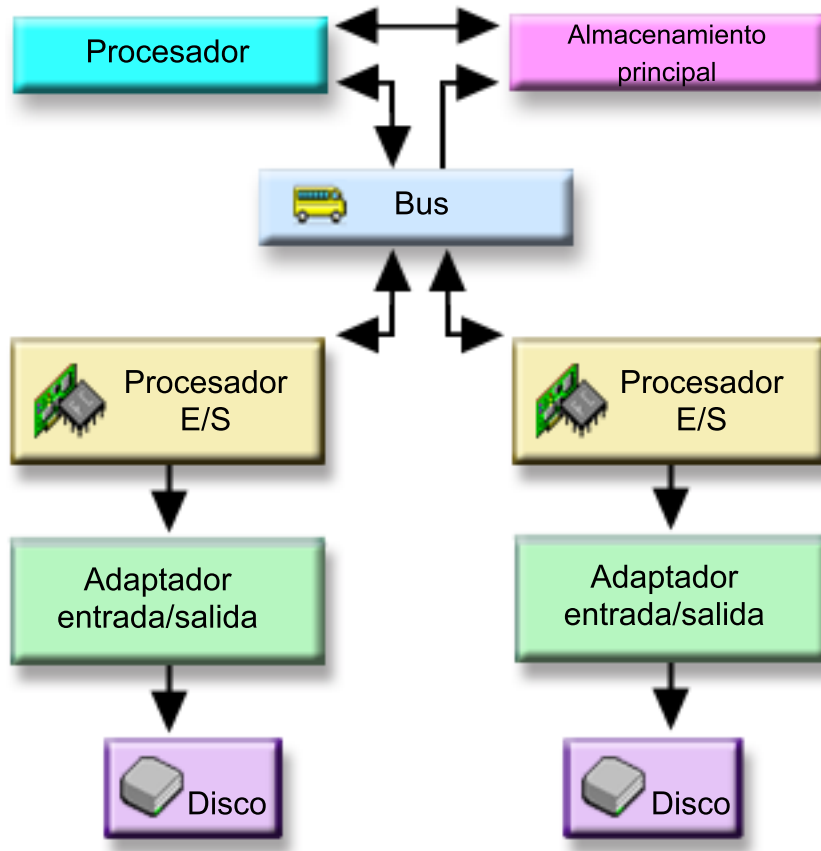 Procesador
Almacenamiento
principal
Bus
Procesador
E/S
Procesador
E/S
Adaptador
entrada/salida
Adaptador
entrada/salida
Disco
Disco